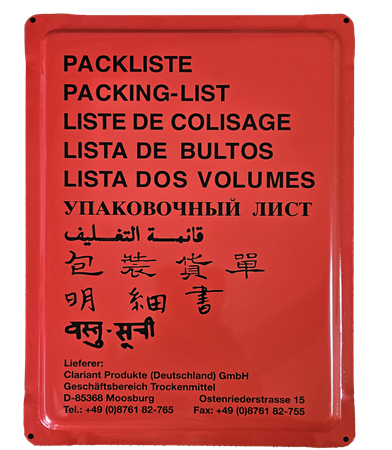 PACKLISTE
PACKING-LIST
LISTE DE COLISAGE
LISTA DE BULTOS
LISTA DOS VOLUMES
УПАКОВОЧНЫЙ ЛИСТ
قائمـة التغليف
包裝貨單
明細書
वस्तु-सूची
Lieferer:
Clariant Produkte (Deutschland) GmbH
Geschäftsbereich Trockenmittel
D-85368 Moosburg Ostenriederstrasse 15
Tel.: +49 (0)8761 82-765 Fax: +49 (0)8761 82-755